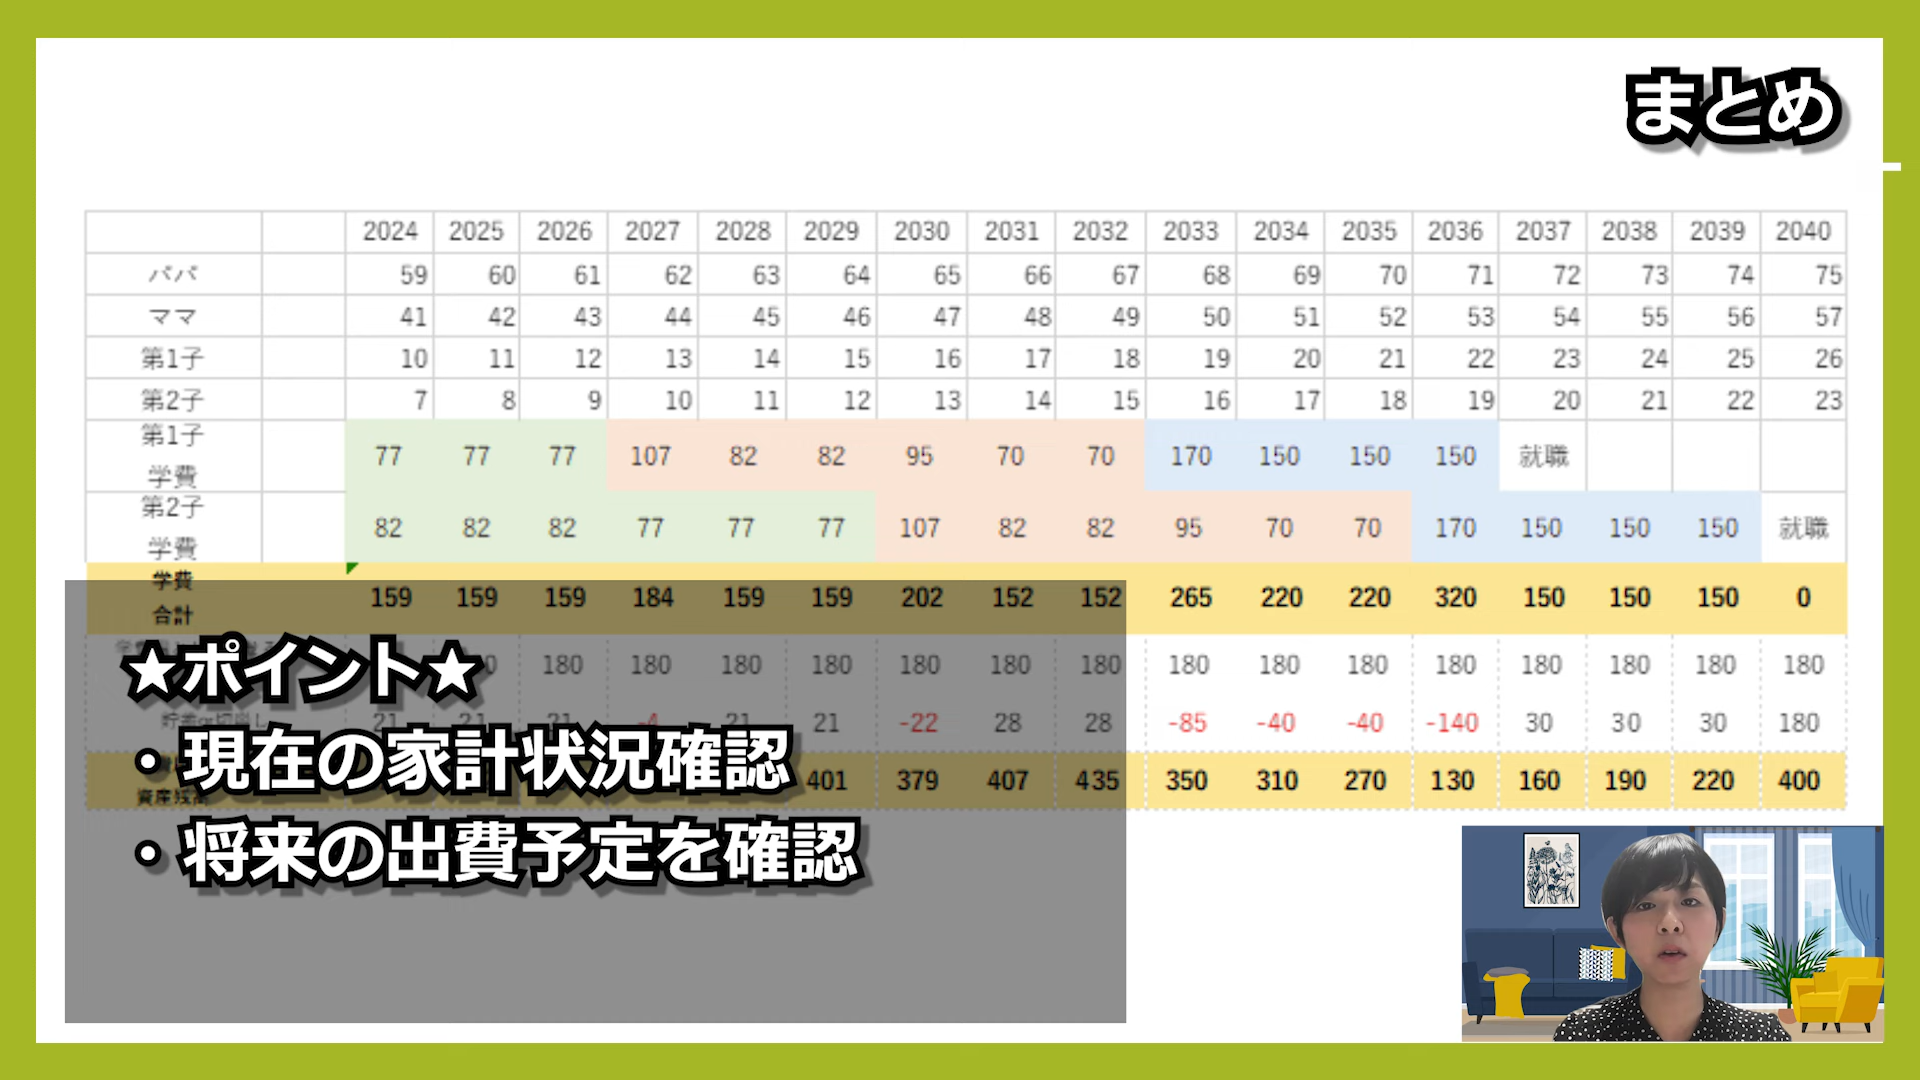 まとめ
2024 2025 2026 2027 2028 2029 2030 2031 2032 2033 2034 2035 2036 2037 2038 2039 2040
パパ 59 60 61 62 63 64 65 66 67 68 69 70 71 72 73 74 75
ママ 41 42 43 44 45 46 47 48 49 50 51 52 53 54 55 56 57
第1子 10 11 12 13 14 15 16 17 18 19 20 21 22 23 24 25 26
第2子 7 8 9 10 11 12 13 14 15 16 17 18 19 20 21 22 23
第1子
学費 77 77 77 107 82 82 95 70 70 170 150 150 150 就職
第2子
学費 82 82 82 77 77 77 107 82 82 95 70 70 170 150 150 150 就職
学費
合計 159 159 159 184 159 159 202 152 152 265 220 220 320 150 150 150 0
180 180 180 180 180 180 180 180 180 180 180 180 180 180 180
21 21 21 -4 21 21 -22 28 28 -85 -40 -40 -140 30 30 30 180
資産残高 401 379 407 435 350 310 270 130 160 190 220 400
★ポイント★
・現在の家計状況確認
・将来の出費予定を確認